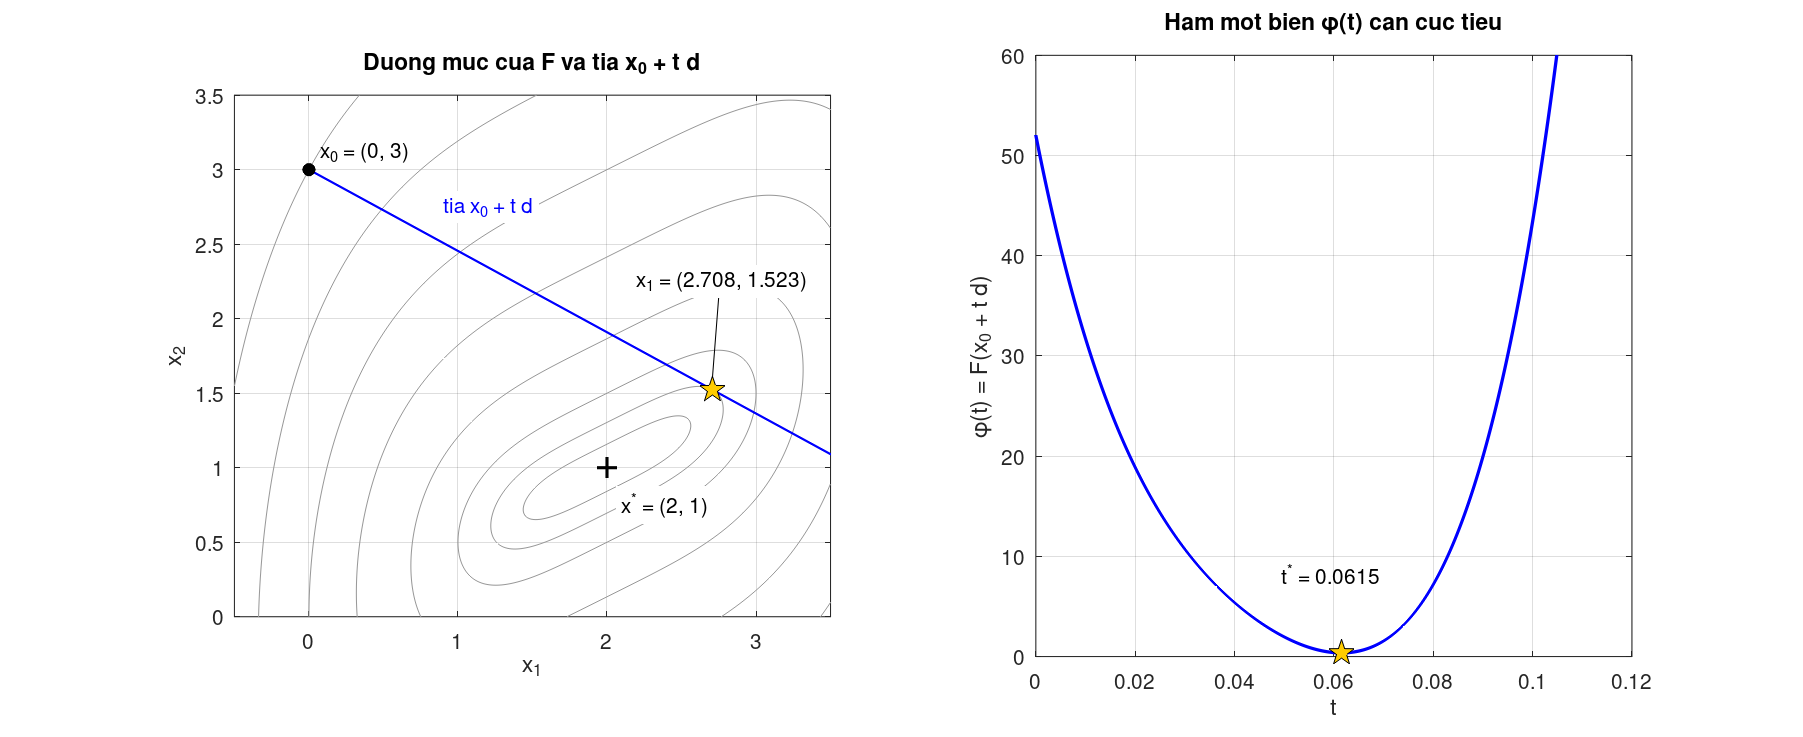 Duong muc cua F va tia x₀ + t d
3.5
3
2.5
2
1.5
1
0.5
0
x₂
x₀ = (0, 3)
tia x₀ + t d
x₁ = (2.708, 1.523)
x* = (2, 1)
0 1 2 3
x₁
Ham mot bien φ(t) can cuc tieu
60
50
40
30
20
10
0
φ(t) = F(x₀ + t d)
t* = 0.0615
0 0.02 0.04 0.06 0.08 0.1 0.12
t